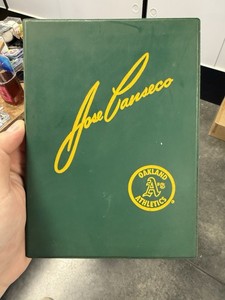 Jose Canseco
OAKLAND
A's
ATHLETICS
®